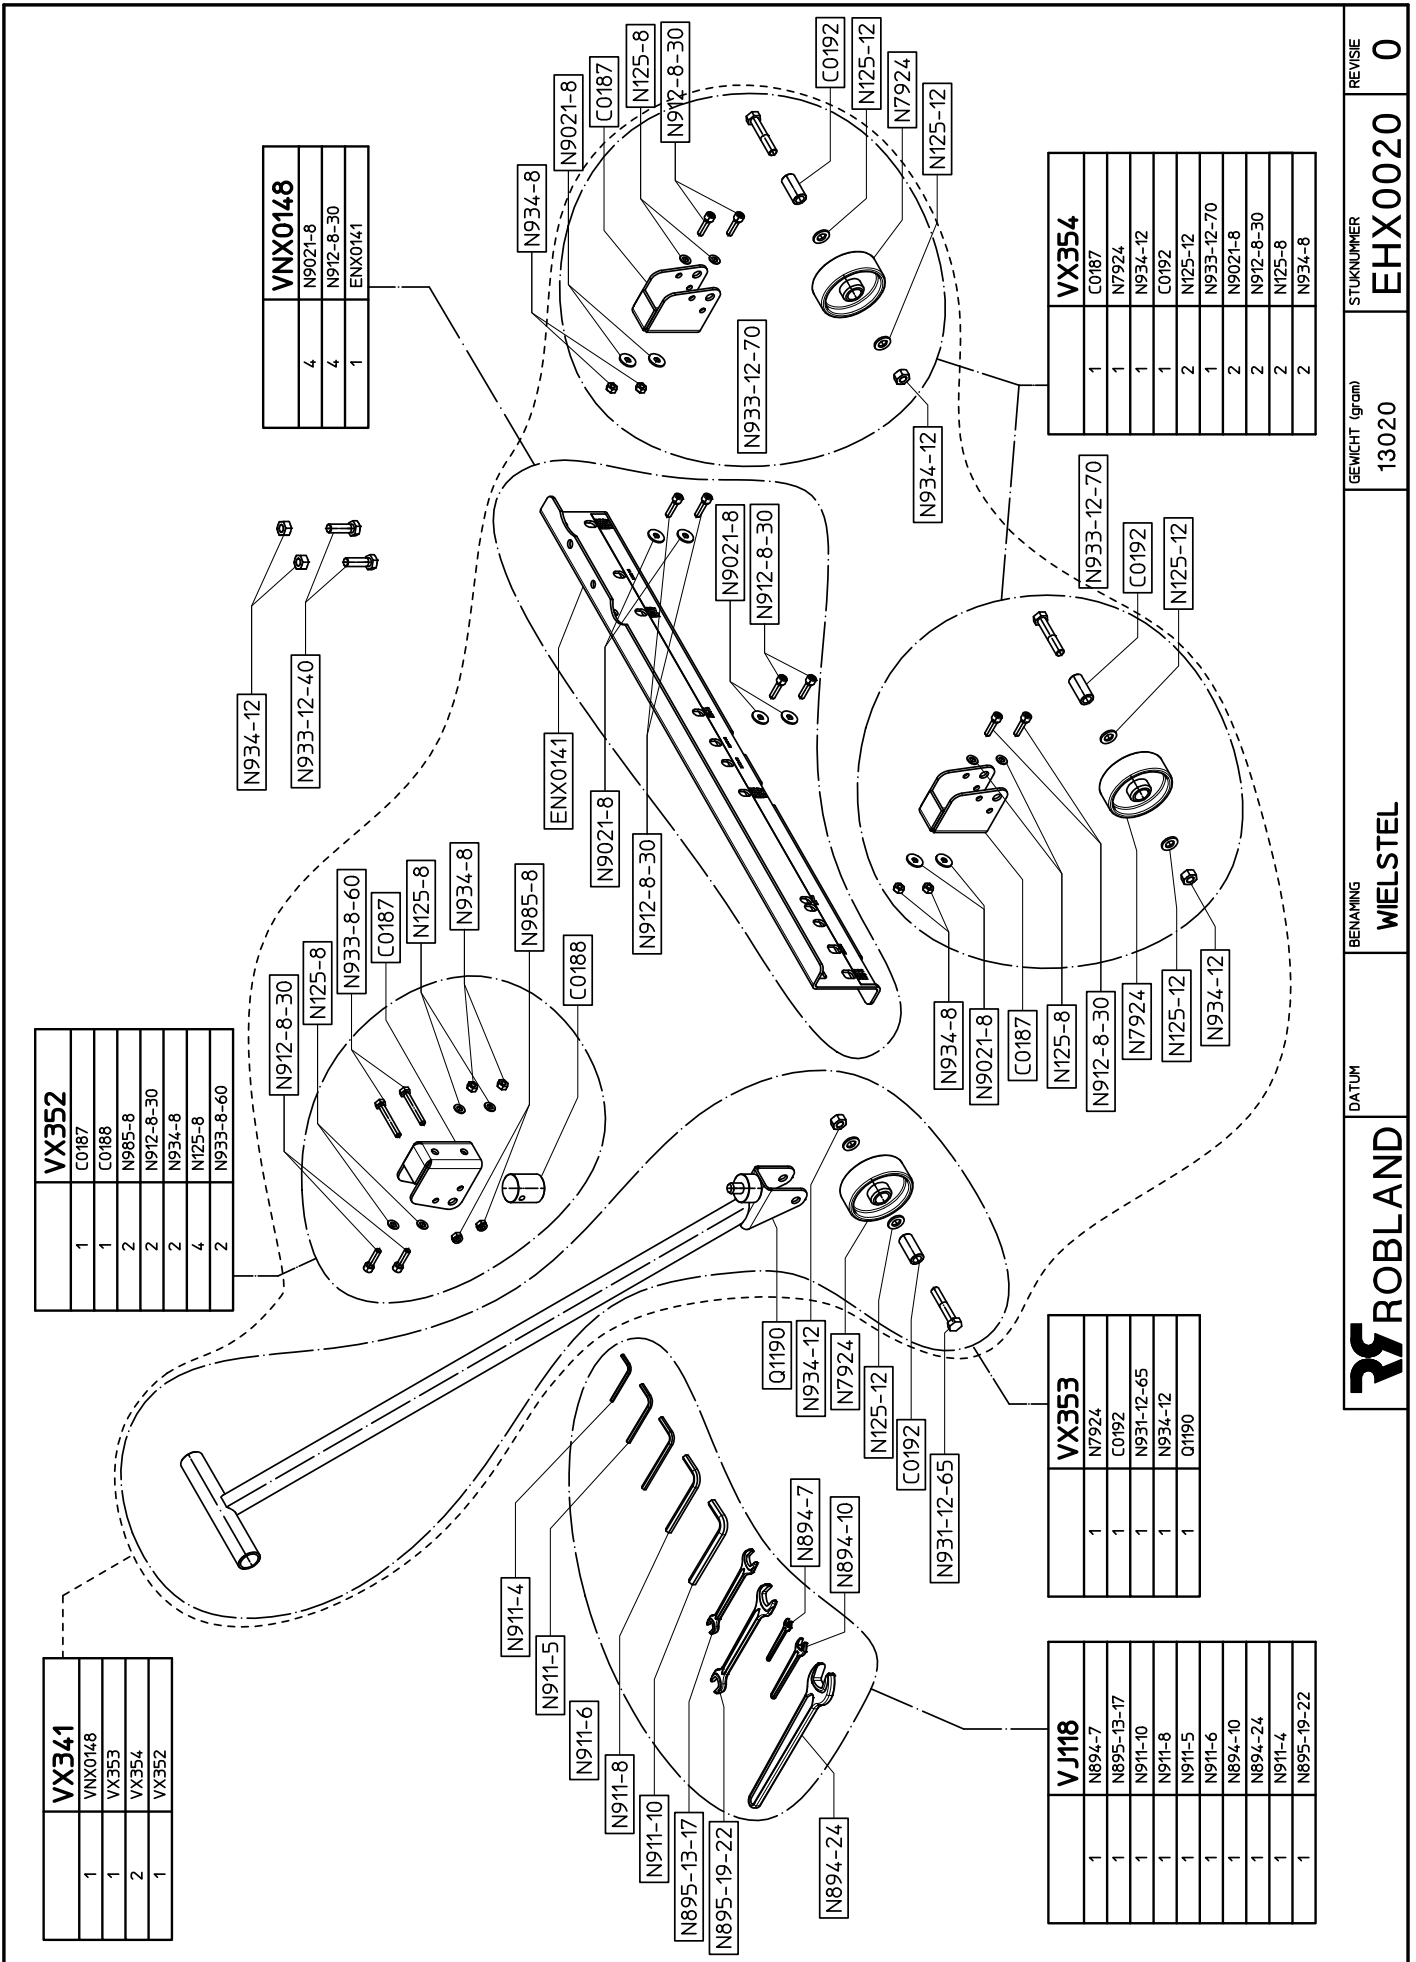 VX341
1 VNX0148
1 VX353
2 VX354
1 VX352
VX352
1 C0187
1 C0188
2 N985-8
2 N912-8-30
2 N934-8
4 N125-8
2 N933-8-60
VNX0148
4 N9021-8
4 N912-8-30
1 ENX0141
N934-12
N933-12-40
N912-8-30
N125-8
N933-8-60
C0187
N125-8
N934-8
N985-8
C0188
ENX0141
N9021-8
N912-8-30
N9021-8
N912-8-30
N934-8
N9021-8
C0187
N125-8
N912-8-30
C0192
N125-12
N7924
N125-12
N933-12-70
N934-12
N911-4
N911-5
N911-6
N911-8
N911-10
N895-13-17
N895-19-22
N894-24
N894-7
N894-10
Q1190
N934-12
N7924
N125-12
C0192
N931-12-65
N934-8
N9021-8
C0187
N125-8
N912-8-30
N7924
N125-12
N934-12
N933-12-70
C0192
N125-12
VJ118
1 N894-7
1 N895-13-17
1 N911-10
1 N911-8
1 N911-5
1 N911-6
1 N894-10
1 N894-24
1 N911-4
1 N895-19-22
VX353
1 N7924
1 C0192
1 N931-12-65
1 N934-12
1 Q1190
VX354
1 C0187
1 N7924
1 N934-12
1 C0192
2 N125-12
1 N933-12-70
2 N9021-8
2 N912-8-30
2 N125-8
2 N934-8
ROBLAND
DATUM
BENAMING
WIELSTEL
GEWICHT (gram)
13020
STUKNUMMER
EHX0020
REVISIE
0